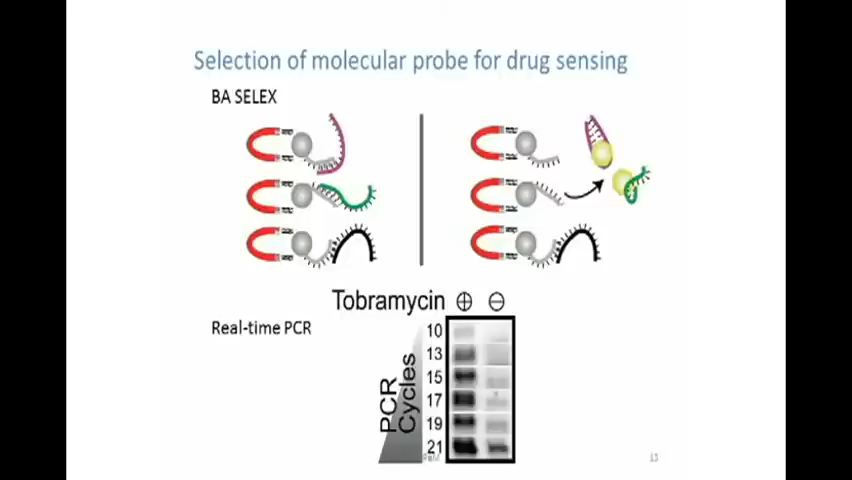 Selection of molecular probe for drug sensing
BA SELEX
Tobramycin ⊕ ⊖
Real-time PCR
PCR
Cycles
10
13
15
17
19
21
13